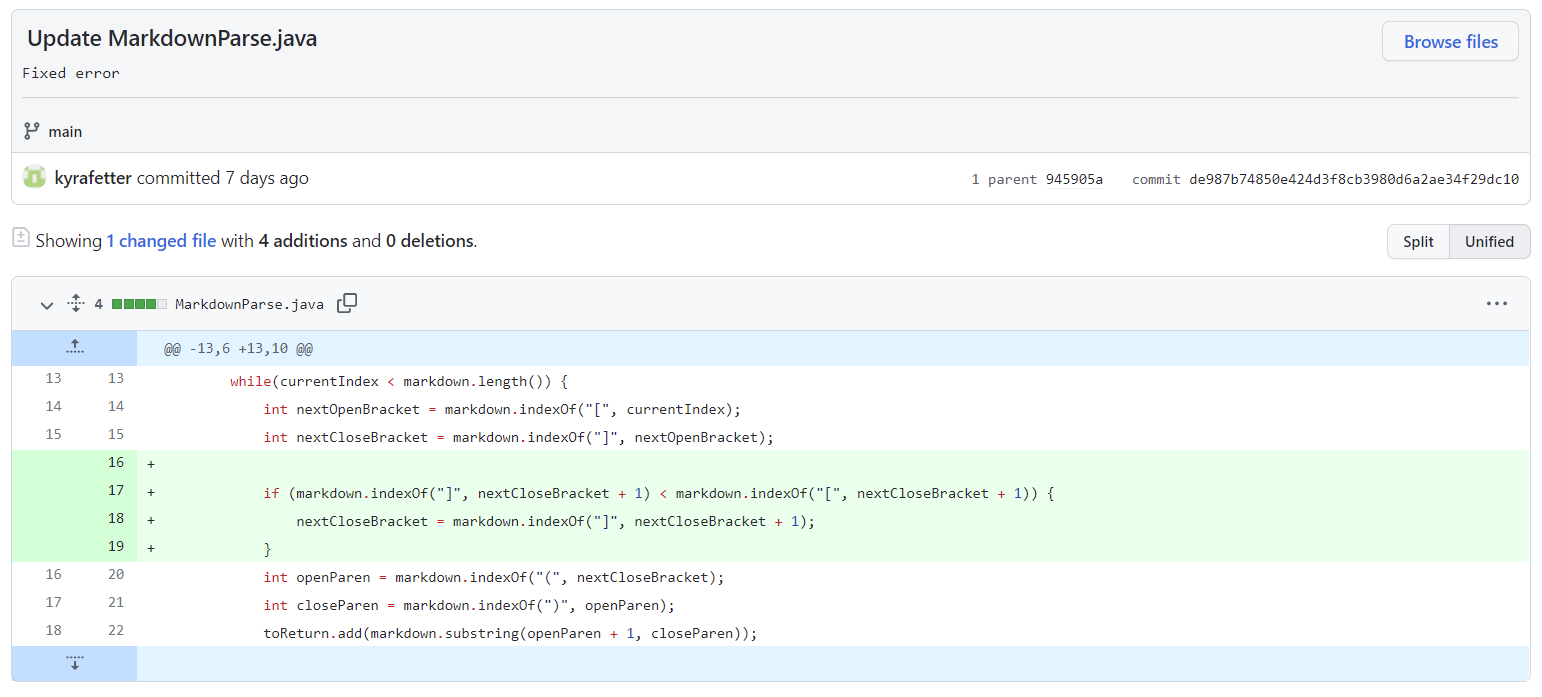 Update MarkdownParse.java
Browse files
Fixed error
main
kyrafetter committed 7 days ago
1 parent 945905a commit de987b74850e424d3f8cb3980d6a2ae34f29dc10
Showing 1 changed file with 4 additions and 0 deletions.
Split Unified
4 MarkdownParse.java
@@ -13,6 +13,10 @@
13 13 while(currentIndex < markdown.length()) {
14 14 int nextOpenBracket = markdown.indexOf("[", currentIndex);
15 15 int nextCloseBracket = markdown.indexOf("]", nextOpenBracket);
16 +
17 + if (markdown.indexOf("]", nextCloseBracket + 1) < markdown.indexOf("[", nextCloseBracket + 1)) {
18 + nextCloseBracket = markdown.indexOf("]", nextCloseBracket + 1);
19 + }
16 20 int openParen = markdown.indexOf("(", nextCloseBracket);
17 21 int closeParen = markdown.indexOf(")", openParen);
18 22 toReturn.add(markdown.substring(openParen + 1, closeParen));